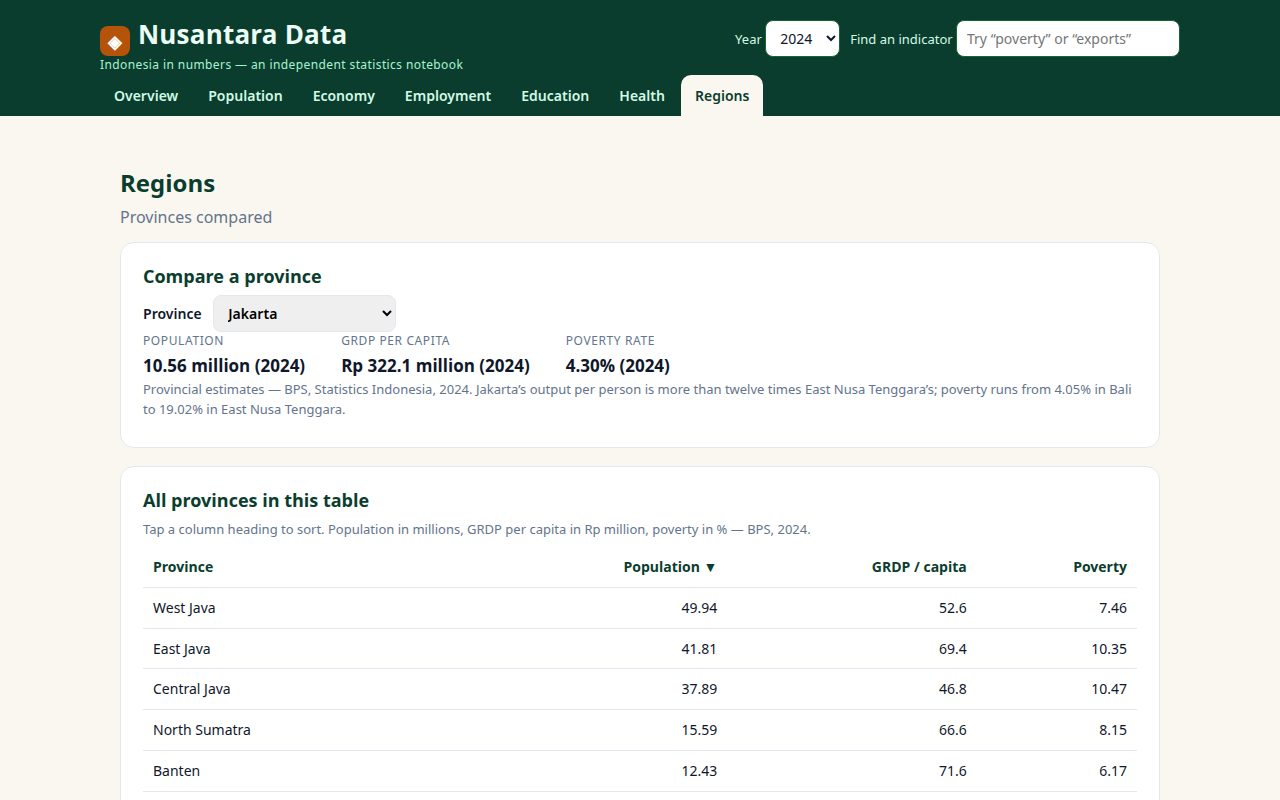 Nusantara Data
Indonesia in numbers — an independent statistics notebook
Year 2024 Find an indicator Try “poverty” or “exports”
Overview Population Economy Employment Education Health Regions
Regions
Provinces compared
Compare a province
Province Jakarta
POPULATION GRDP PER CAPITA POVERTY RATE
10.56 million (2024) Rp 322.1 million (2024) 4.30% (2024)
Provincial estimates — BPS, Statistics Indonesia, 2024. Jakarta’s output per person is more than twelve times East Nusa Tenggara’s; poverty runs from 4.05% in Bali
to 19.02% in East Nusa Tenggara.
All provinces in this table
Tap a column heading to sort. Population in millions, GRDP per capita in Rp million, poverty in % — BPS, 2024.
Province Population ▼ GRDP / capita Poverty
West Java 49.94 52.6 7.46
East Java 41.81 69.4 10.35
Central Java 37.89 46.8 10.47
North Sumatra 15.59 66.6 8.15
Banten 12.43 71.6 6.17